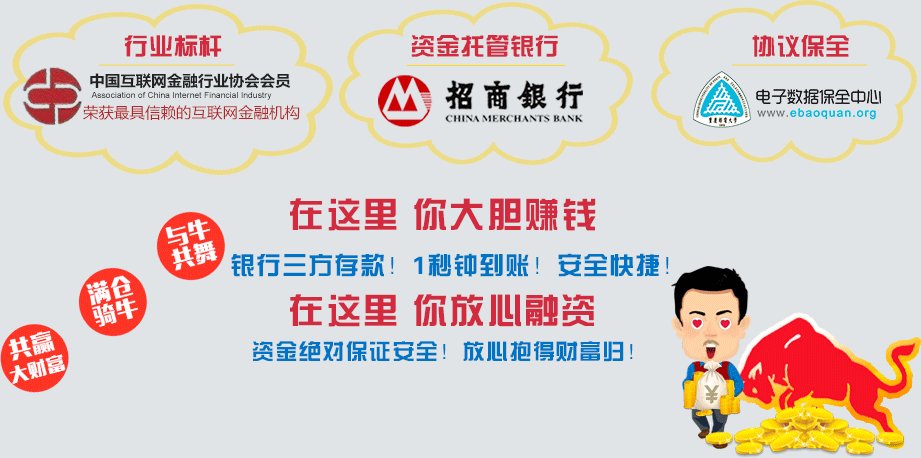 行业标杆
中国互联网金融行业协会会员
Association of China Internet Financial Industry
荣获最具信赖的互联网金融机构
资金托管银行
招商銀行
CHINA MERCHANTS BANK
协议保全
电子数据保全中心
www.ebaoquan.org
在这里 你大胆赚钱
与牛
共舞
银行三方存款！1秒钟到账！安全快捷！
满仓
骑牛
在这里 你放心融资
共赢
大财富
资金绝对保证安全！放心抱得财富归！
¥